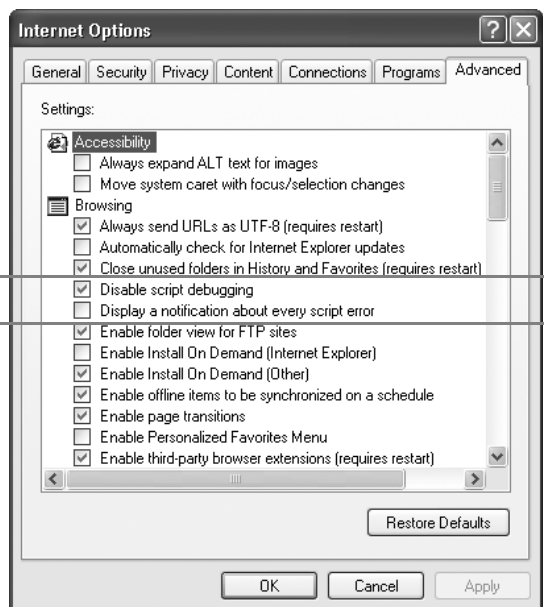 Internet Options
General Security Privacy Content Connections Programs Advanced
Settings:
Accessibility
Always expand ALT text for images
Move system caret with focus/selection changes
Browsing
Always send URLs as UTF-8 (requires restart)
Automatically check for Internet Explorer updates
Close unused folders in History and Favorites (requires restart)
Disable script debugging
Display a notification about every script error
Enable folder view for FTP sites
Enable Install On Demand (Internet Explorer)
Enable Install On Demand (Other)
Enable offline items to be synchronized on a schedule
Enable page transitions
Enable Personalized Favorites Menu
Enable third-party browser extensions (requires restart)
Restore Defaults
OK Cancel Apply